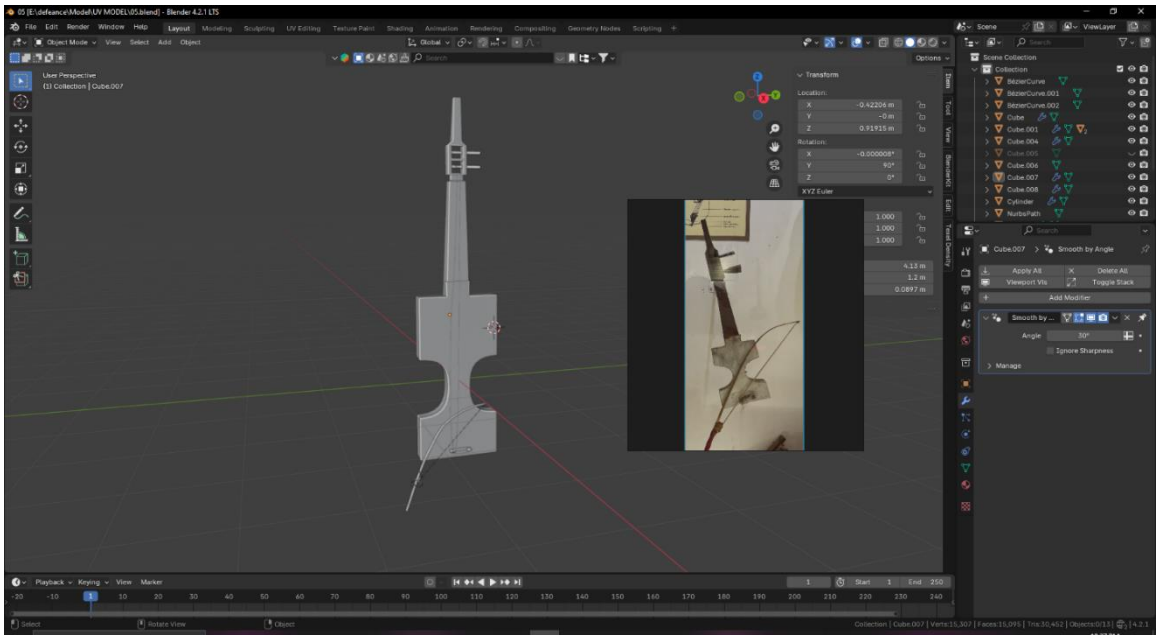 05 [E:\defeance\Model\UV MODEL\05.blend] - Blender 4.2.1 LTS
File Edit Render Window Help Layout Modeling Sculpting UV Editing Texture Paint Shading Animation Rendering Compositing Geometry Nodes Scripting + Scene ViewLayer
Object Mode View Select Add Object Global Search
Search Options
User Perspective
(1) Collection | Cube.007
Transform
Location:
X -0.42206 m
Y -0 m
Z 0.91915 m
Rotation:
X -0.000008°
Y 90°
Z 0°
XYZ Euler
1.000
1.000
1.000
4.13 m
1.2 m
0.0897 m
Item
Tool
View
BlenderKit
Edit
Texel Density
Scene Collection
Collection
BézierCurve
BézierCurve.001
BézierCurve.002
Cube
Cube.001
Cube.004
Cube.005
Cube.006
Cube.007
Cube.008
Cylinder
NurbsPath
Search
Cube.007 > Smooth by Angle
Apply All Delete All
Viewport Vis Toggle Stack
+ Add Modifier
Smooth by ...
Angle 30°
Ignore Sharpness
Manage
Playback Keying View Marker 1 Start 1 End 250
-20 -10 1 10 20 30 40 50 60 70 80 90 100 110 120 130 140 150 160 170 180 190 200 210 220 230 240
Select Rotate View Object Collection | Cube.007 | Verts:15,307 | Faces:15,095 | Tris:30,452 | Objects:0/13 | 4.2.1